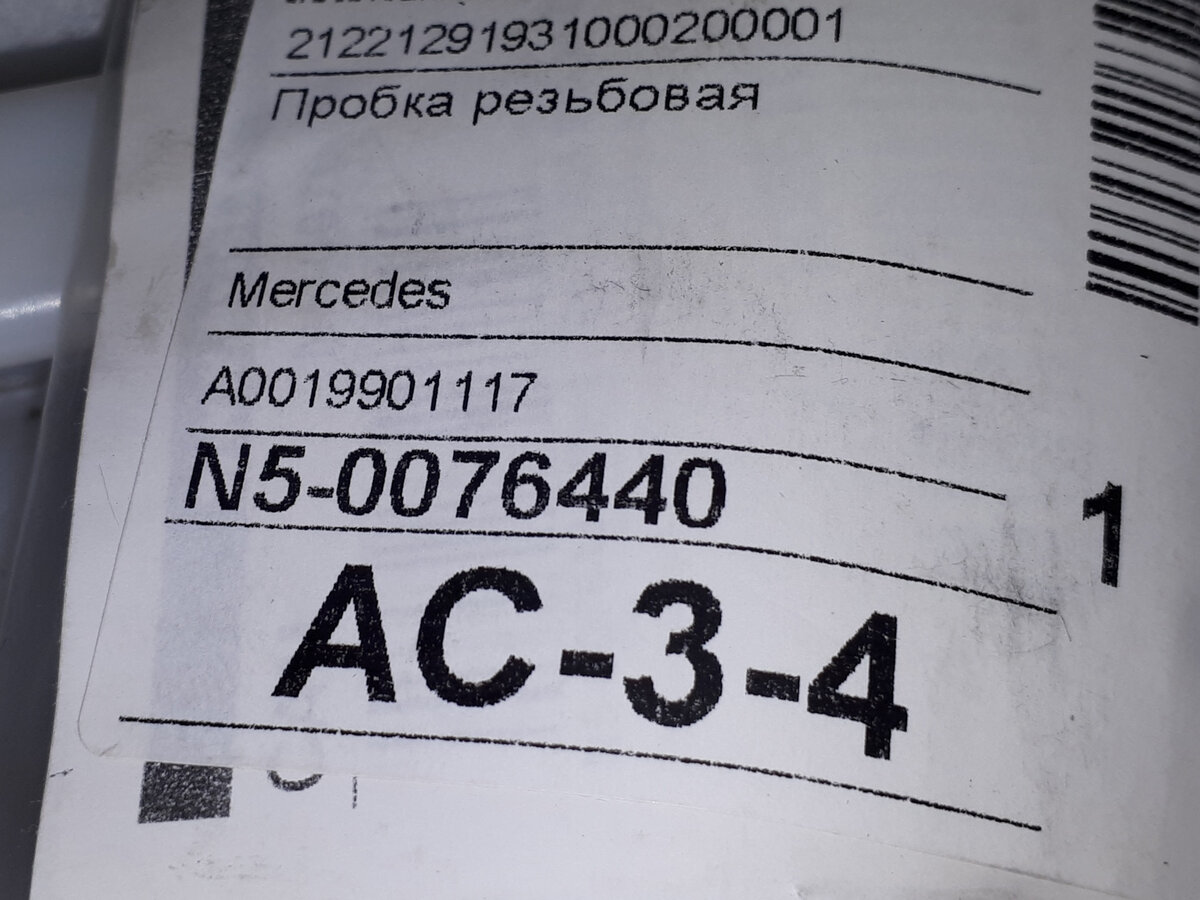 21221291931000200001
Пробка резьбовая
Mercedes
A0019901117
N5-0076440
1
AC-3-4